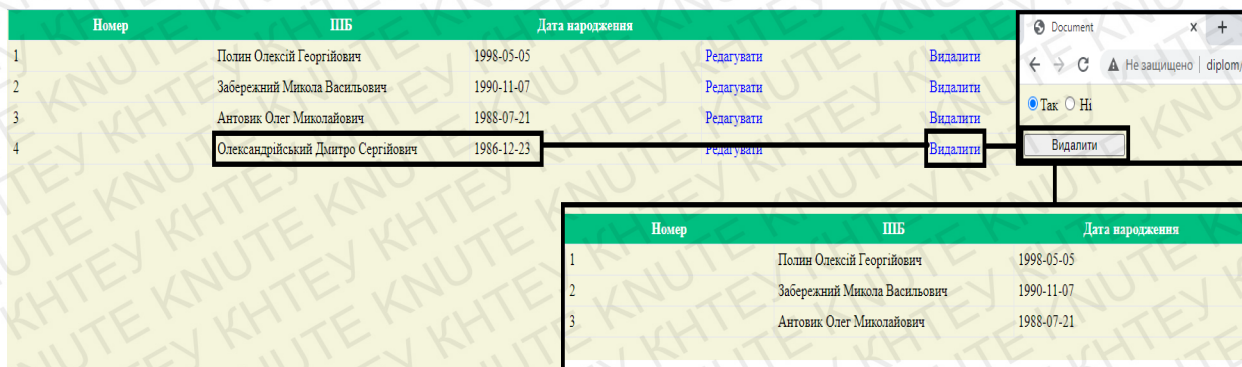 Номер ПІБ Дата народження
1 Полин Олексій Георгійович 1998-05-05 Редагувати Видалити
2 Забережний Микола Васильович 1990-11-07 Редагувати Видалити
3 Антовик Олег Миколайович 1988-07-21 Редагувати Видалити
4 Олександрійський Дмитро Сергійович 1986-12-23 Редагувати Видалити
Document
Не защищено | diplom/
Так Ні
Видалити
Номер ПІБ Дата народження
1 Полин Олексій Георгійович 1998-05-05
2 Забережний Микола Васильович 1990-11-07
3 Антовик Олег Миколайович 1988-07-21
КНТЕУ KNUTE